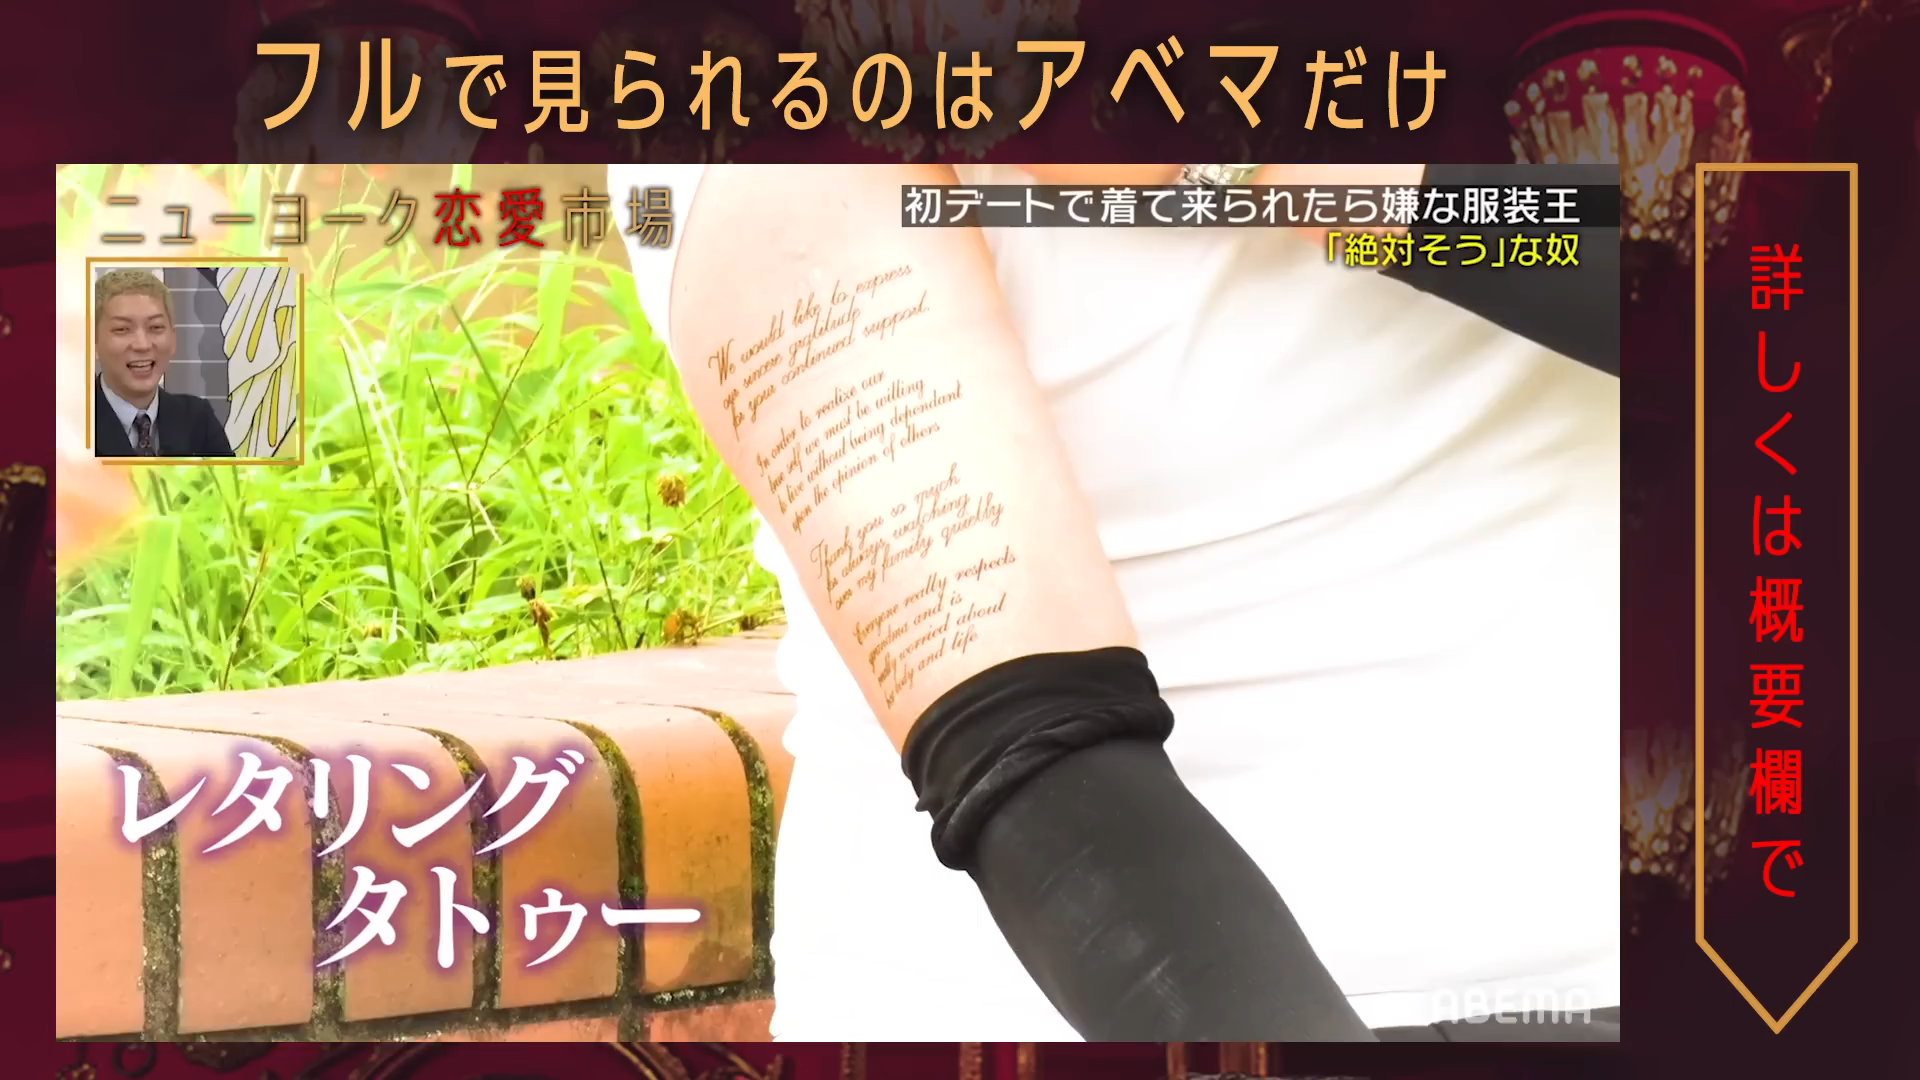 フルで見られるのはアベマだけ
ニューヨーク恋愛市場
初デートで着て来られたら嫌な服装王
「絶対そう」な奴
We would like to express
our sincere gratitude
for your continued support.
In order to realize our
true self we must be willing
to live without being dependant
upon the opinion of others
Thank you so much
for always watching
over my family quietly
Everyone really respects
grandma and is
really worried about
her body and life
レタリング
タトゥー
詳しくは概要欄で
ABEMA